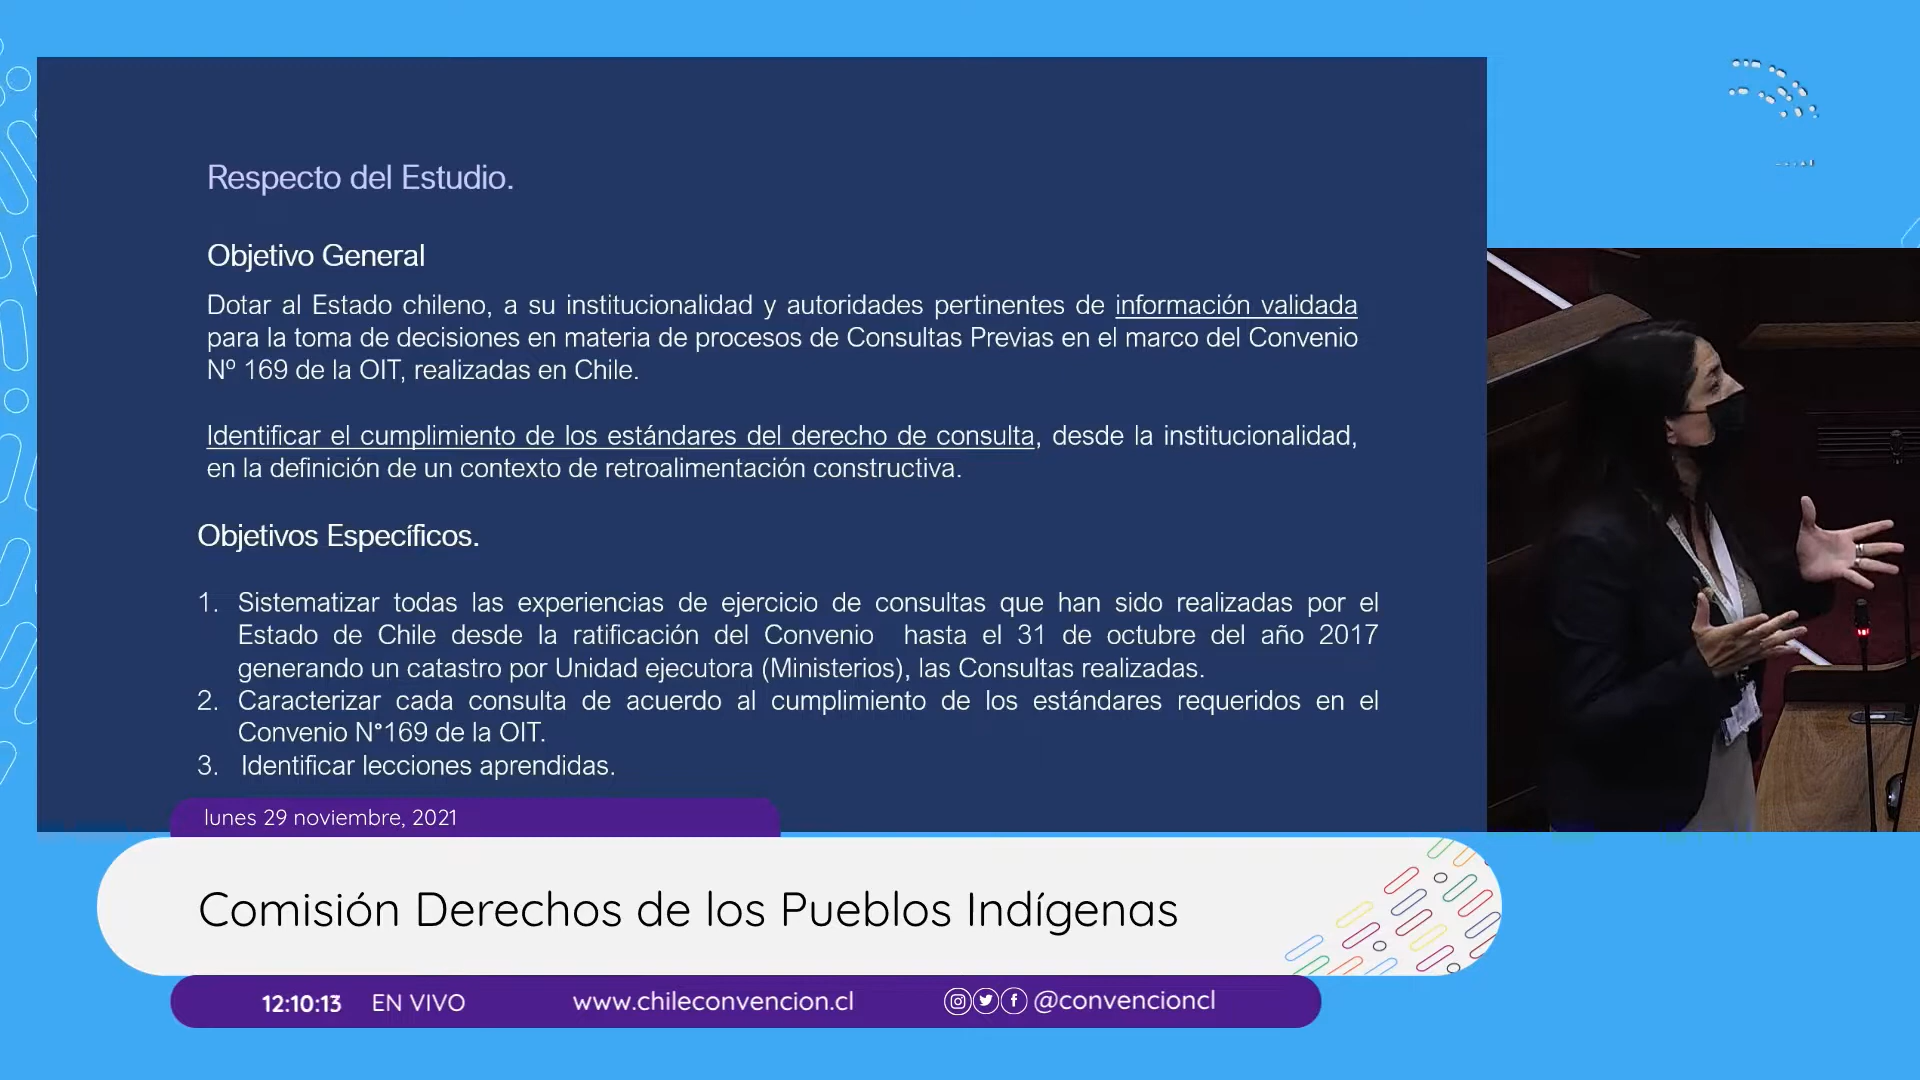 Respecto del Estudio.
Objetivo General
Dotar al Estado chileno, a su institucionalidad y autoridades pertinentes de información validada
para la toma de decisiones en materia de procesos de Consultas Previas en el marco del Convenio
Nº 169 de la OIT, realizadas en Chile.
Identificar el cumplimiento de los estándares del derecho de consulta, desde la institucionalidad,
en la definición de un contexto de retroalimentación constructiva.
Objetivos Específicos.
1. Sistematizar todas las experiencias de ejercicio de consultas que han sido realizadas por el
Estado de Chile desde la ratificación del Convenio hasta el 31 de octubre del año 2017
generando un catastro por Unidad ejecutora (Ministerios), las Consultas realizadas.
2. Caracterizar cada consulta de acuerdo al cumplimiento de los estándares requeridos en el
Convenio N°169 de la OIT.
3. Identificar lecciones aprendidas.
lunes 29 noviembre, 2021
Comisión Derechos de los Pueblos Indígenas
12:10:13 EN VIVO www.chileconvencion.cl @convencioncl